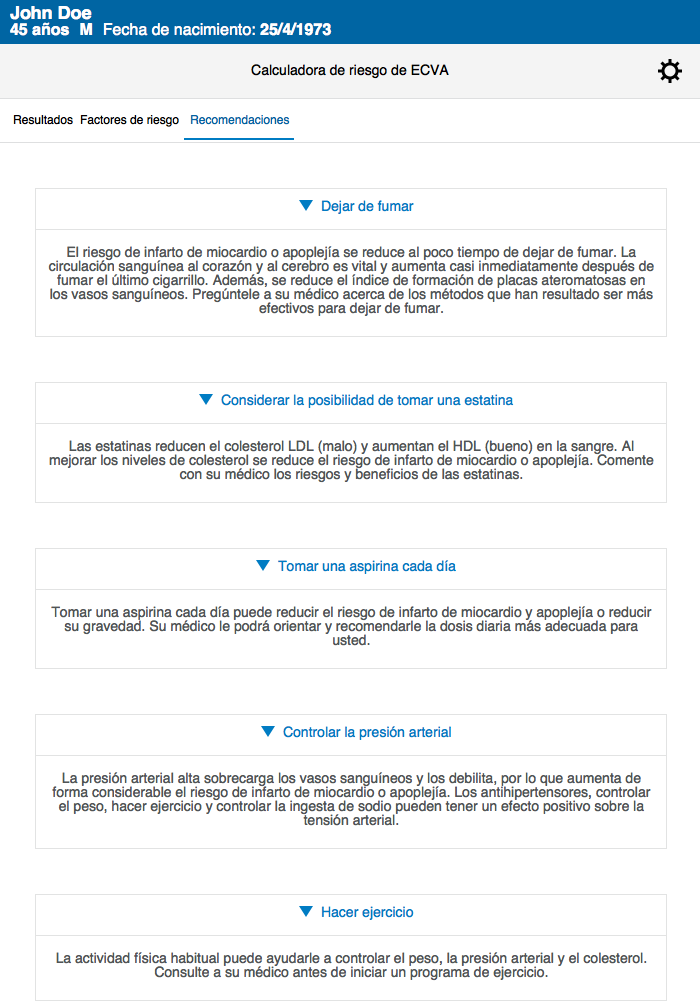 John Doe
45 años M Fecha de nacimiento: 25/4/1973
Calculadora de riesgo de ECVA
Resultados Factores de riesgo Recomendaciones
Dejar de fumar
El riesgo de infarto de miocardio o apoplejía se reduce al poco tiempo de dejar de fumar. La
circulación sanguínea al corazón y al cerebro es vital y aumenta casi inmediatamente después de
fumar el último cigarrillo. Además, se reduce el índice de formación de placas ateromatosas en
los vasos sanguíneos. Pregúntele a su médico acerca de los métodos que han resultado ser más
efectivos para dejar de fumar.
Considerar la posibilidad de tomar una estatina
Las estatinas reducen el colesterol LDL (malo) y aumentan el HDL (bueno) en la sangre. Al
mejorar los niveles de colesterol se reduce el riesgo de infarto de miocardio o apoplejía. Comente
con su médico los riesgos y beneficios de las estatinas.
Tomar una aspirina cada día
Tomar una aspirina cada día puede reducir el riesgo de infarto de miocardio y apoplejía o reducir
su gravedad. Su médico le podrá orientar y recomendarle la dosis diaria más adecuada para
usted.
Controlar la presión arterial
La presión arterial alta sobrecarga los vasos sanguíneos y los debilita, por lo que aumenta de
forma considerable el riesgo de infarto de miocardio o apoplejía. Los antihipertensores, controlar
el peso, hacer ejercicio y controlar la ingesta de sodio pueden tener un efecto positivo sobre la
tensión arterial.
Hacer ejercicio
La actividad física habitual puede ayudarle a controlar el peso, la presión arterial y el colesterol.
Consulte a su médico antes de iniciar un programa de ejercicio.